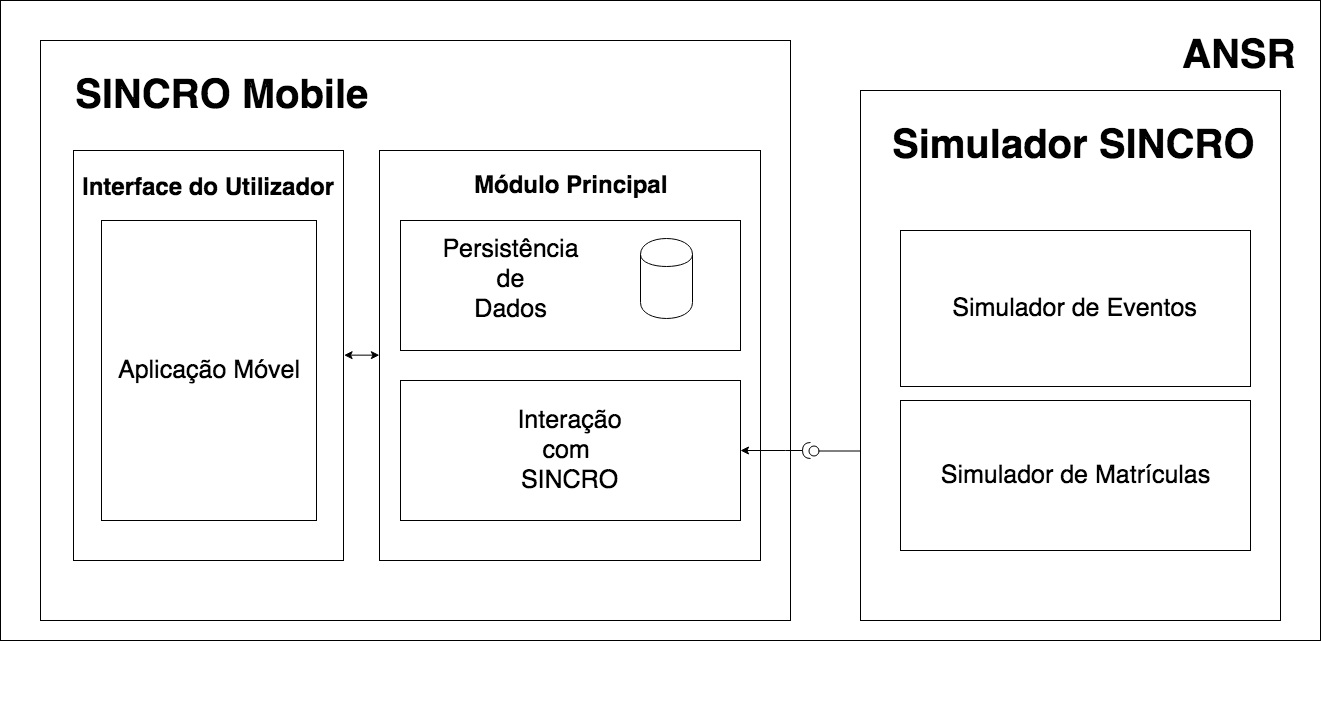 ANSR
SINCRO Mobile
Interface do Utilizador
Aplicação Móvel
Módulo Principal
Persistência
de
Dados
Interação
com
SINCRO
Simulador SINCRO
Simulador de Eventos
Simulador de Matrículas